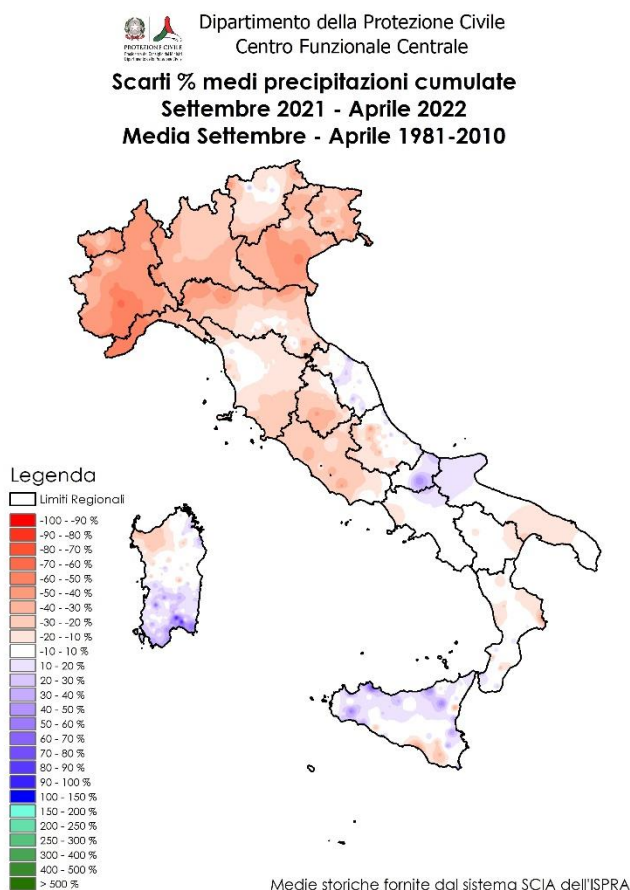 Dipartimento della Protezione Civile
Centro Funzionale Centrale
PROTEZIONE CIVILE
Scarti % medi precipitazioni cumulate
Settembre 2021 - Aprile 2022
Media Settembre - Aprile 1981-2010
Legenda
Limiti Regionali
-100 - -90 %
-90 - -80 %
-80 - -70 %
-70 - -60 %
-60 - -50 %
-50 - -40 %
-40 - -30 %
-30 - -20 %
-20 - -10 %
-10 - 10 %
10 - 20 %
20 - 30 %
30 - 40 %
40 - 50 %
50 - 60 %
60 - 70 %
70 - 80 %
80 - 90 %
90 - 100 %
100 - 150 %
150 - 200 %
200 - 250 %
250 - 300 %
300 - 400 %
400 - 500 %
> 500 %
Medie storiche fornite dal sistema SCIA dell'ISPRA